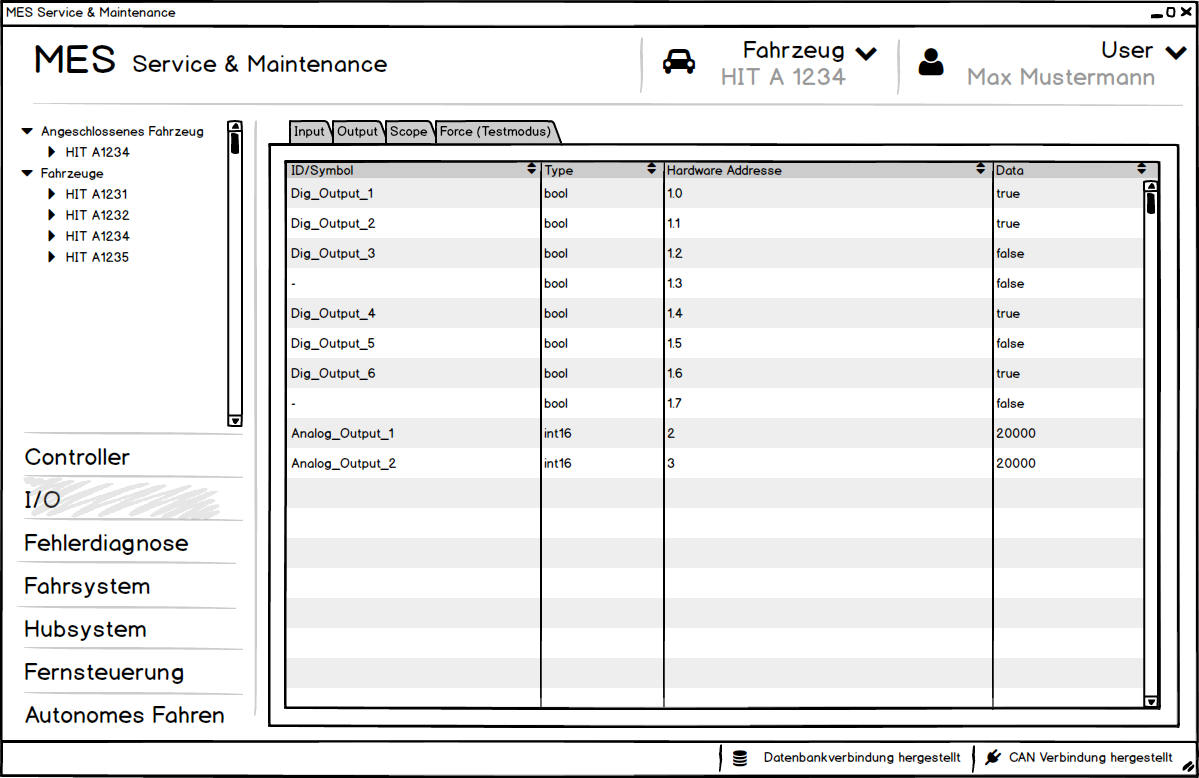 MES Service & Maintenance
MES Service & Maintenance
Fahrzeug
HIT A 1234
User
Max Mustermann
Angeschlossenes Fahrzeug
HIT A1234
Fahrzeuge
HIT A1231
HIT A1232
HIT A1234
HIT A1235
Controller
I/O
Fehlerdiagnose
Fahrsystem
Hubsystem
Fernsteuerung
Autonomes Fahren
Input Output Scope Force (Testmodus)
ID/Symbol Type Hardware Addresse Data
Dig_Output_1 bool 1.0 true
Dig_Output_2 bool 1.1 true
Dig_Output_3 bool 1.2 false
- bool 1.3 false
Dig_Output_4 bool 1.4 true
Dig_Output_5 bool 1.5 false
Dig_Output_6 bool 1.6 true
- bool 1.7 false
Analog_Output_1 int16 2 20000
Analog_Output_2 int16 3 20000
Datenbankverbindung hergestellt CAN Verbindung hergestellt